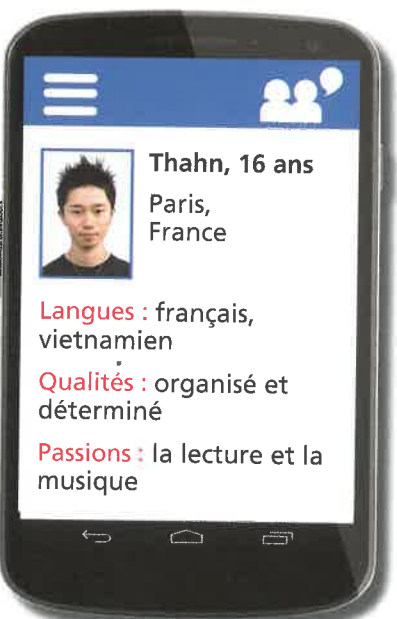 Thahn, 16 ans
Paris,
France
Langues : français,
vietnamien
Qualités : organisé et
déterminé
Passions : la lecture et la
musique